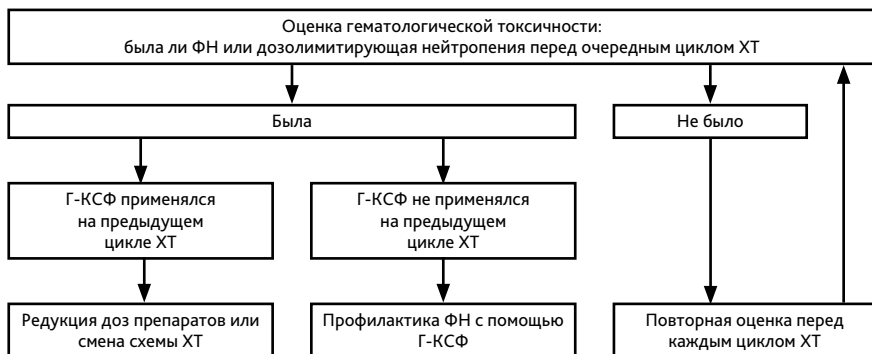 Оценка гематологической токсичности:
была ли ФН или дозолимитирующая нейтропения перед очередным циклом ХТ
Была
Не было
Г-КСФ применялся
на предыдущем
цикле ХТ
Г-КСФ не применялся
на предыдущем
цикле ХТ
Редукция доз препаратов или
смена схемы ХТ
Профилактика ФН с помощью
Г-КСФ
Повторная оценка перед
каждым циклом ХТ